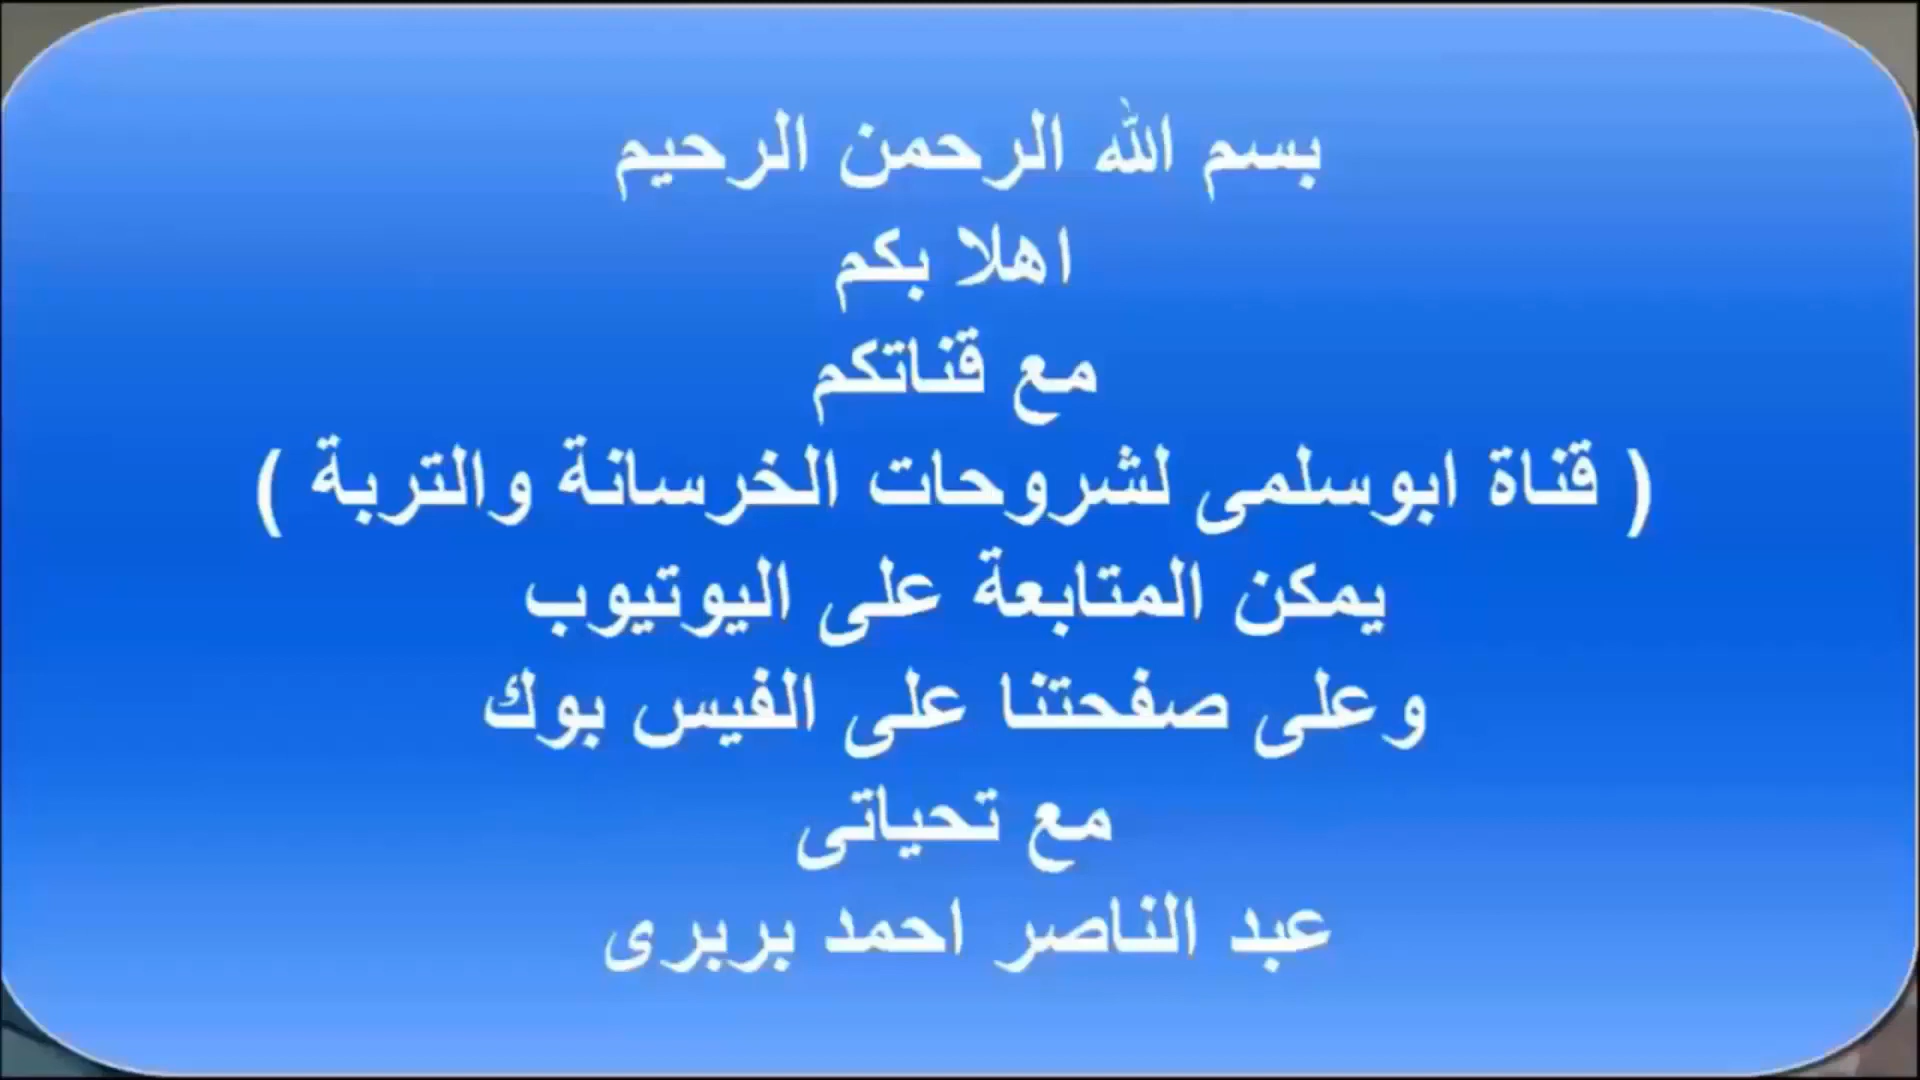 بسم الله الرحمن الرحيم
اهلا بكم
مع قناتكم
( قناة ابوسلمى لشروحات الخرسانة والتربة )
يمكن المتابعة على اليوتيوب
وعلى صفحتنا على الفيس بوك
مع تحياتى
عبد الناصر احمد بربرى